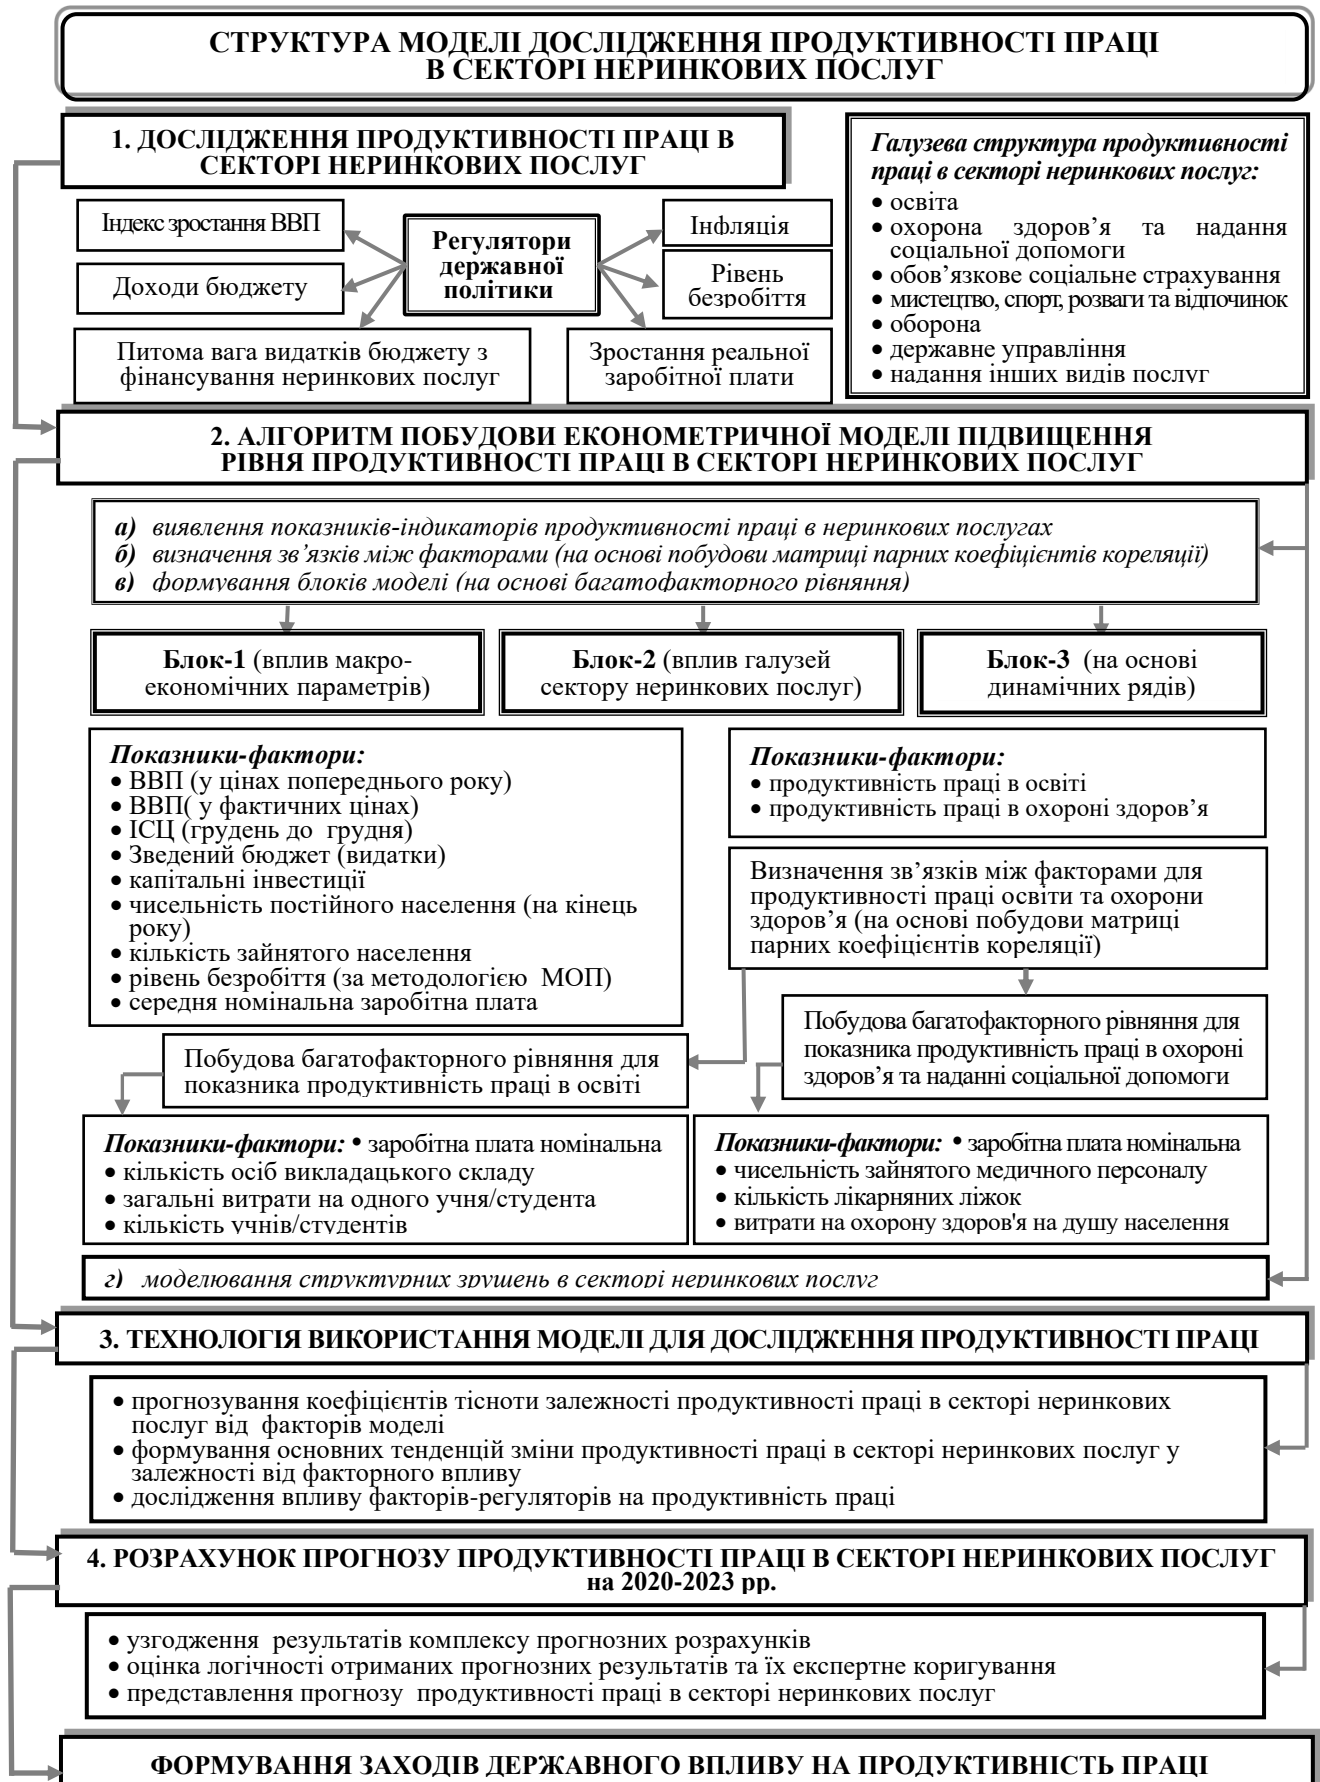 СТРУКТУРА МОДЕЛІ ДОСЛІДЖЕННЯ ПРОДУКТИВНОСТІ ПРАЦІ
В СЕКТОРІ НЕРИНКОВИХ ПОСЛУГ
1. ДОСЛІДЖЕННЯ ПРОДУКТИВНОСТІ ПРАЦІ В
СЕКТОРІ НЕРИНКОВИХ ПОСЛУГ
Індекс зростання ВВП
Доходи бюджету
Регулятори
державної
політики
Інфляція
Рівень
безробіття
Питома вага видатків бюджету з
фінансування неринкових послуг
Зростання реальної
заробітної плати
Галузева структура продуктивності
праці в секторі неринкових послуг:
• освіта
• охорона здоров’я та надання
соціальної допомоги
• обов’язкове соціальне страхування
• мистецтво, спорт, розваги та відпочинок
• оборона
• державне управління
• надання інших видів послуг
2. АЛГОРИТМ ПОБУДОВИ ЕКОНОМЕТРИЧНОЇ МОДЕЛІ ПІДВИЩЕННЯ
РІВНЯ ПРОДУКТИВНОСТІ ПРАЦІ В СЕКТОРІ НЕРИНКОВИХ ПОСЛУГ
а) виявлення показників-індикаторів продуктивності праці в неринкових послугах
б) визначення зв’язків між факторами (на основі побудови матриці парних коефіцієнтів кореляції)
в) формування блоків моделі (на основі багатофакторного рівняння)
Блок-1 (вплив макро-
економічних параметрів)
Блок-2 (вплив галузей
сектору неринкових послуг)
Блок-3 (на основі
динамічних рядів)
Показники-фактори:
• ВВП (у цінах попереднього року)
• ВВП( у фактичних цінах)
• ІСЦ (грудень до грудня)
• Зведений бюджет (видатки)
• капітальні інвестиції
• чисельність постійного населення (на кінець
року)
• кількість зайнятого населення
• рівень безробіття (за методологією МОП)
• середня номінальна заробітна плата
Показники-фактори:
• продуктивність праці в освіті
• продуктивність праці в охороні здоров’я
Визначення зв’язків між факторами для
продуктивності праці освіти та охорони
здоров’я (на основі побудови матриці
парних коефіцієнтів кореляції)
Побудова багатофакторного рівняння для
показника продуктивність праці в освіті
Побудова багатофакторного рівняння для
показника продуктивність праці в охороні
здоров’я та наданні соціальної допомоги
Показники-фактори: • заробітна плата номінальна
• кількість осіб викладацького складу
• загальні витрати на одного учня/студента
• кількість учнів/студентів
Показники-фактори: • заробітна плата номінальна
• чисельність зайнятого медичного персоналу
• кількість лікарняних ліжок
• витрати на охорону здоров'я на душу населення
г) моделювання структурних зрушень в секторі неринкових послуг
3. ТЕХНОЛОГІЯ ВИКОРИСТАННЯ МОДЕЛІ ДЛЯ ДОСЛІДЖЕННЯ ПРОДУКТИВНОСТІ ПРАЦІ
• прогнозування коефіцієнтів тісноти залежності продуктивності праці в секторі неринкових
послуг від факторів моделі
• формування основних тенденцій зміни продуктивності праці в секторі неринкових послуг у
залежності від факторного впливу
• дослідження впливу факторів-регуляторів на продуктивність праці
4. РОЗРАХУНОК ПРОГНОЗУ ПРОДУКТИВНОСТІ ПРАЦІ В СЕКТОРІ НЕРИНКОВИХ ПОСЛУГ
на 2020-2023 рр.
• узгодження результатів комплексу прогнозних розрахунків
• оцінка логічності отриманих прогнозних результатів та їх експертне коригування
• представлення прогнозу продуктивності праці в секторі неринкових послуг
ФОРМУВАННЯ ЗАХОДІВ ДЕРЖАВНОГО ВПЛИВУ НА ПРОДУКТИВНІСТЬ ПРАЦІ